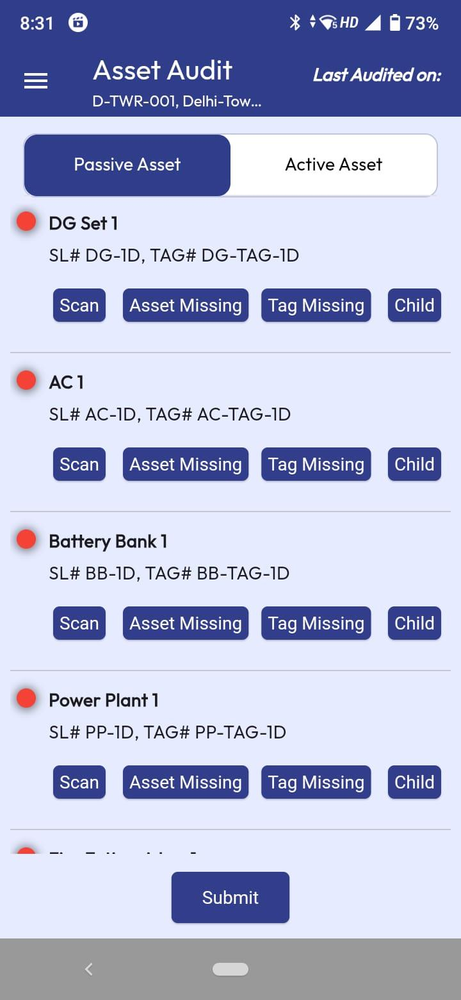 8:31 5 HD 73%
Asset Audit
Last Audited on:
D-TWR-001, Delhi-Tow...
Passive Asset Active Asset
DG Set 1
SL# DG-1D, TAG# DG-TAG-1D
Scan Asset Missing Tag Missing Child
AC 1
SL# AC-1D, TAG# AC-TAG-1D
Scan Asset Missing Tag Missing Child
Battery Bank 1
SL# BB-1D, TAG# BB-TAG-1D
Scan Asset Missing Tag Missing Child
Power Plant 1
SL# PP-1D, TAG# PP-TAG-1D
Scan Asset Missing Tag Missing Child
Submit